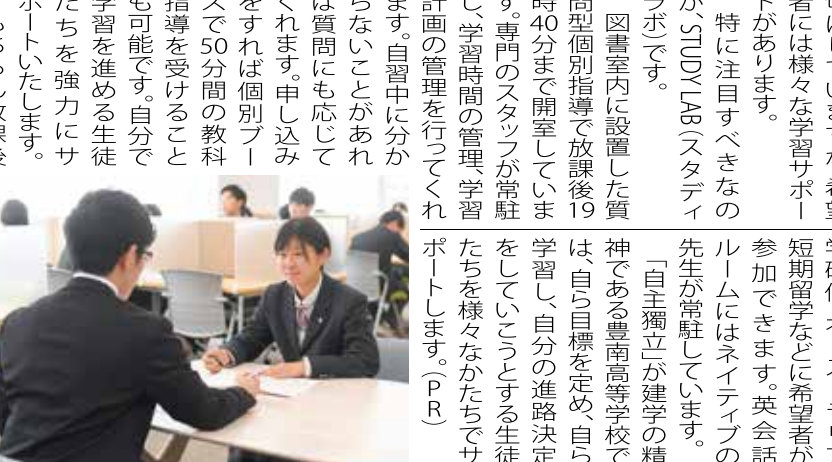 者には様々な学習サポー
トがあります。
特に注目すべきなの
が、STUDY LAB(スタディ
ラボ)です。
図書室内に設置した質
問型個別指導で放課後19
時40分まで開室していま
す。専門のスタッフが常駐
し、学習時間の管理、学習
計画の管理を行ってくれ
ます。自習中に分か
らないことがあれ
ば質問にも応じて
くれます。申し込み
をすれば個別ブー
スで50分間の教科
指導を受けること
も可能です。自分で
学習を進める生徒
たちを強力にサ
ポートいたします。
短期留学などに希望者が
参加できます。英会話
ルームにはネイティブの
先生が常駐しています。
「自主獨立」が建学の精
神である豊南高等学校で
は、自ら目標を定め、自ら
学習し、自分の進路決定
をしていこうとする生徒
たちを様々なかたちでサ
ポートします。(PR)